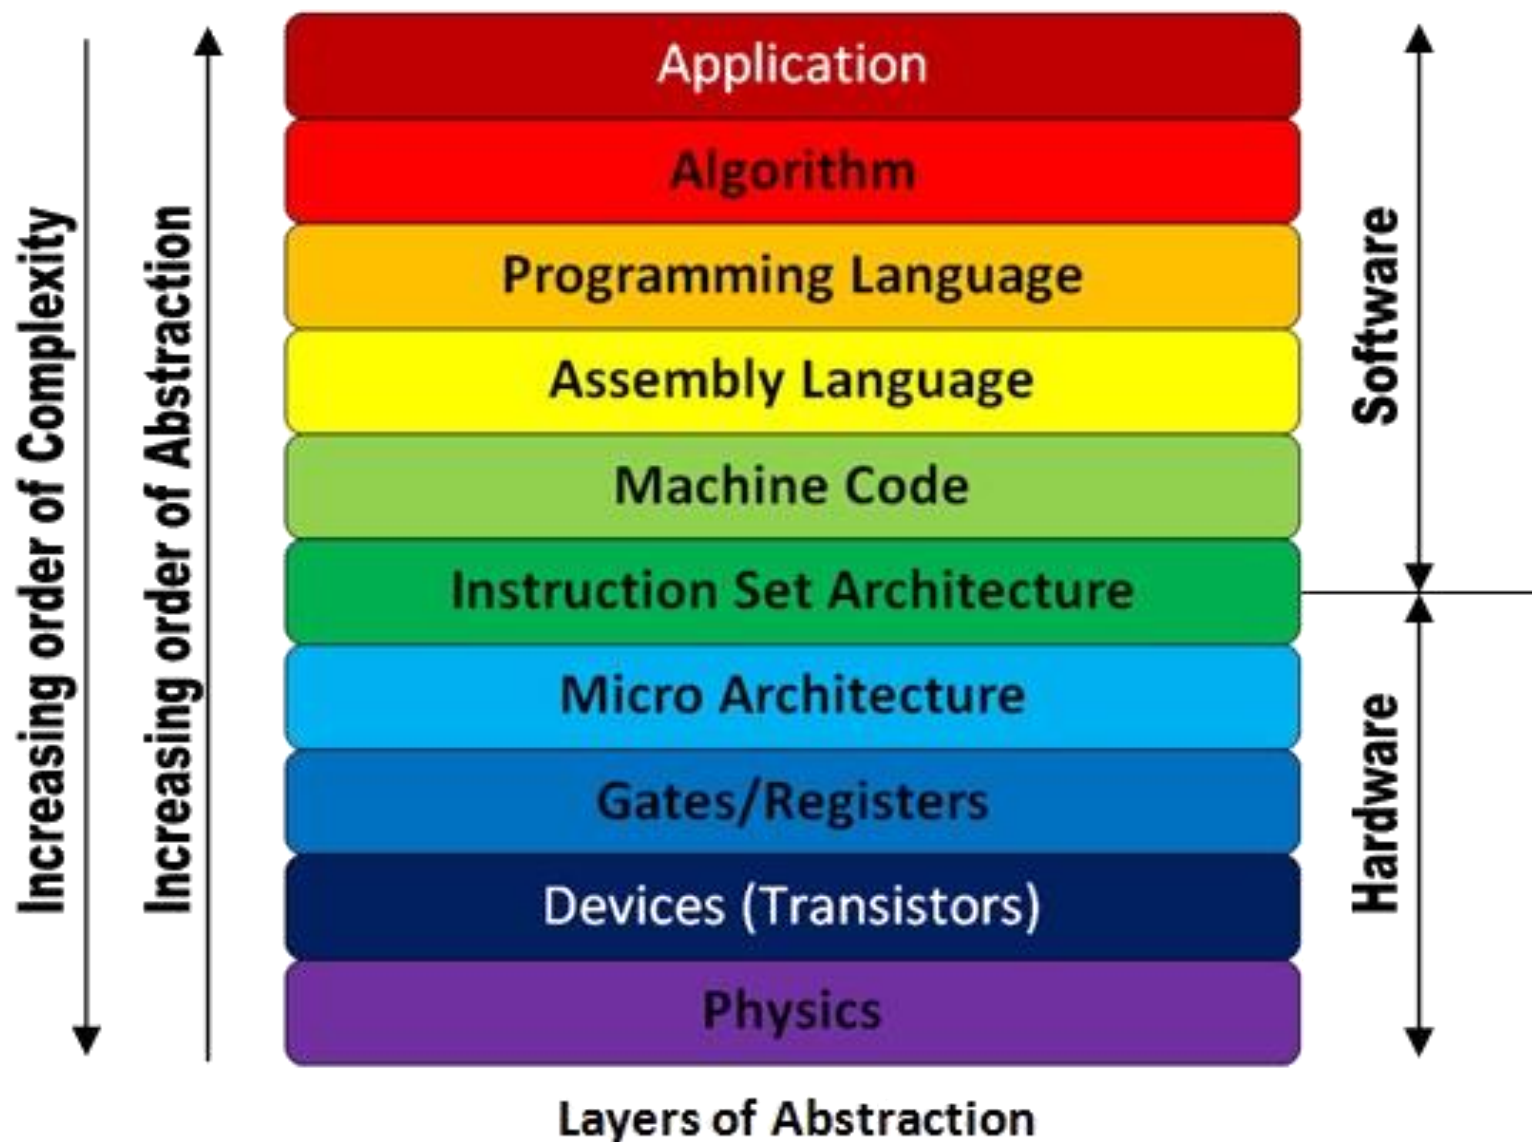 Application
Algorithm
Programming Language
Assembly Language
Machine Code
Instruction Set Architecture
Micro Architecture
Gates/Registers
Devices (Transistors)
Physics
Increasing order of Complexity
Increasing order of Abstraction
Software
Hardware
Layers of Abstraction